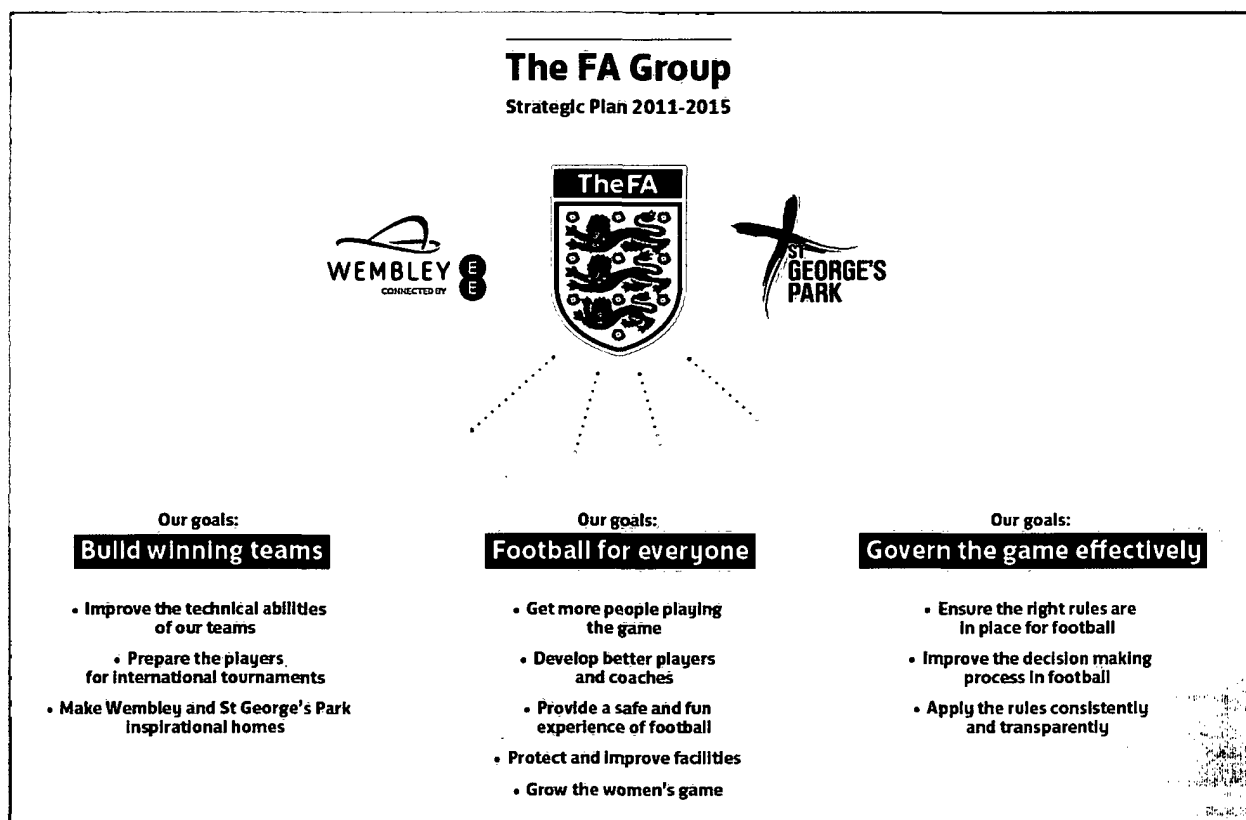 The FA Group
Strategic Plan 2011-2015
TheFA
WEMBLEY
CONNECTED BY
EE
ST
GEORGE'S
PARK
Our goals:
Build winning teams
• Improve the technical abilities
of our teams
• Prepare the players
for international tournaments
• Make Wembley and St George's Park
inspirational homes
Our goals:
Football for everyone
• Get more people playing
the game
• Develop better players
and coaches
• Provide a safe and fun
experience of football
• Protect and improve facilities
• Grow the women's game
Our goals:
Govern the game effectively
• Ensure the right rules are
in place for football
• Improve the decision making
process in football
• Apply the rules consistently
and transparently